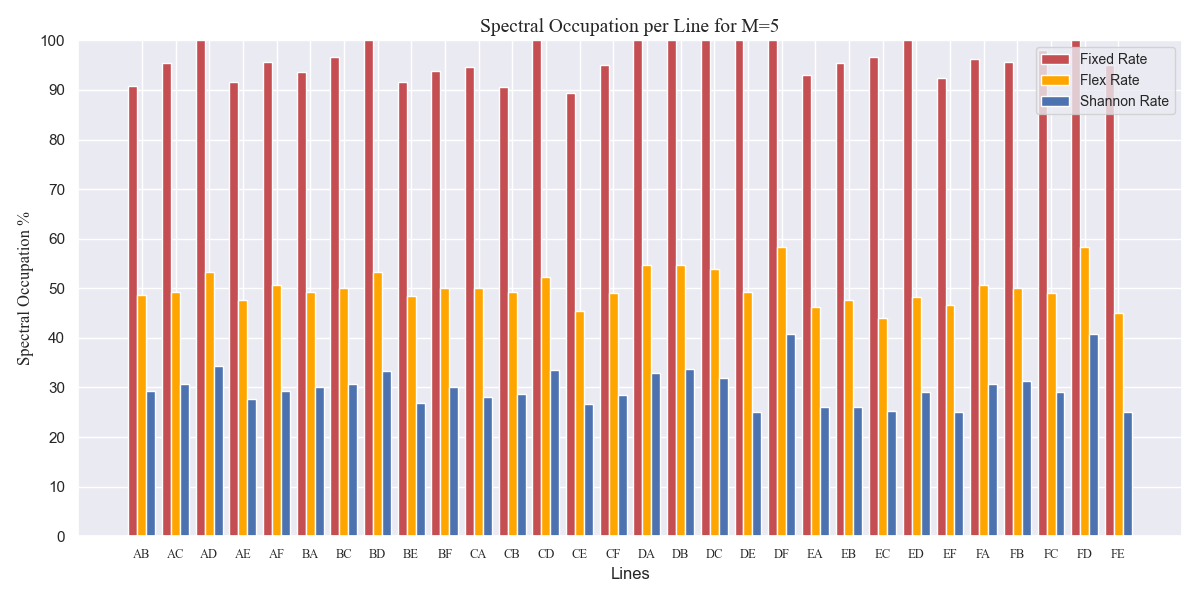 Spectral Occupation per Line for M=5
Spectral Occupation %
100
90
80
70
60
50
40
30
20
10
0
Fixed Rate
Flex Rate
Shannon Rate
AB AC AD AE AF BA BC BD BE BF CA CB CD CE CF DA DB DC DE DF EA EB EC ED EF FA FB FC FD FE
Lines